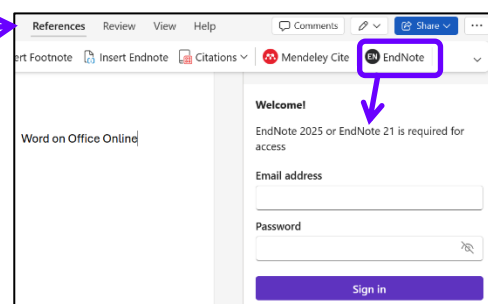 References Review View Help Comments Share
ert Footnote Insert Endnote Citations Mendeley Cite EN EndNote
Welcome!
EndNote 2025 or EndNote 21 is required for
access
Word on Office Online
Email address
Password
Sign in